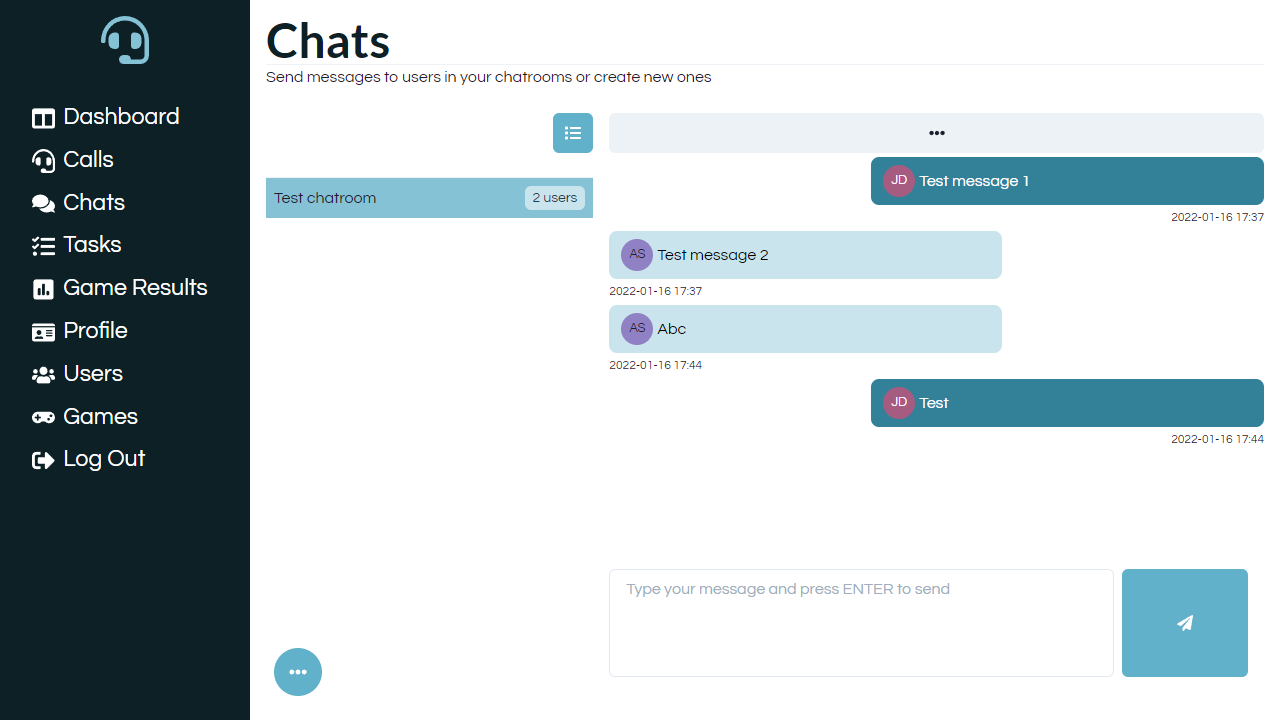 Chats
Send messages to users in your chatrooms or create new ones
Dashboard
Calls
Chats
Tasks
Game Results
Profile
Users
Games
Log Out
Test chatroom
2 users
JD
Test message 1
2022-01-16 17:37
AS
Test message 2
2022-01-16 17:37
AS
Abc
2022-01-16 17:44
JD
Test
2022-01-16 17:44
Type your message and press ENTER to send